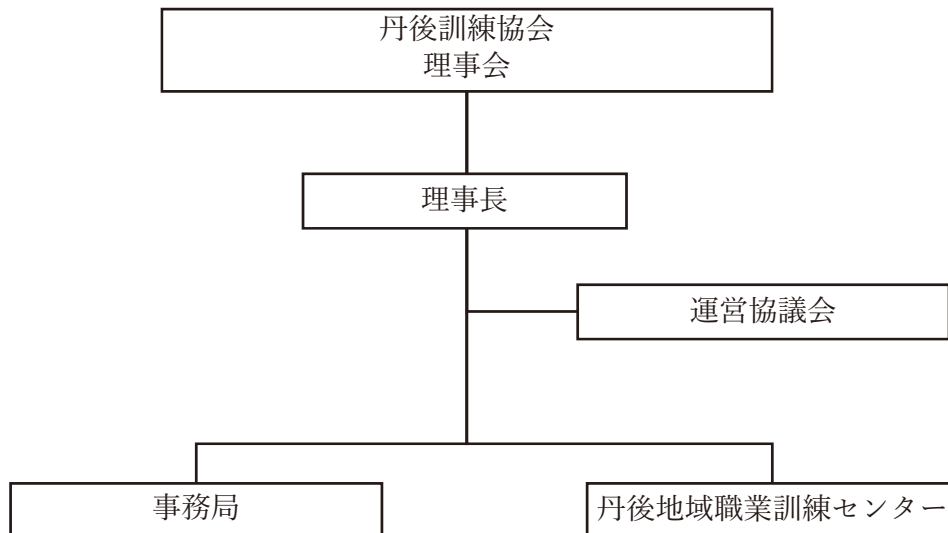 丹後訓練協会
理事会
理事長
運営協議会
事務局
丹後地域職業訓練センター